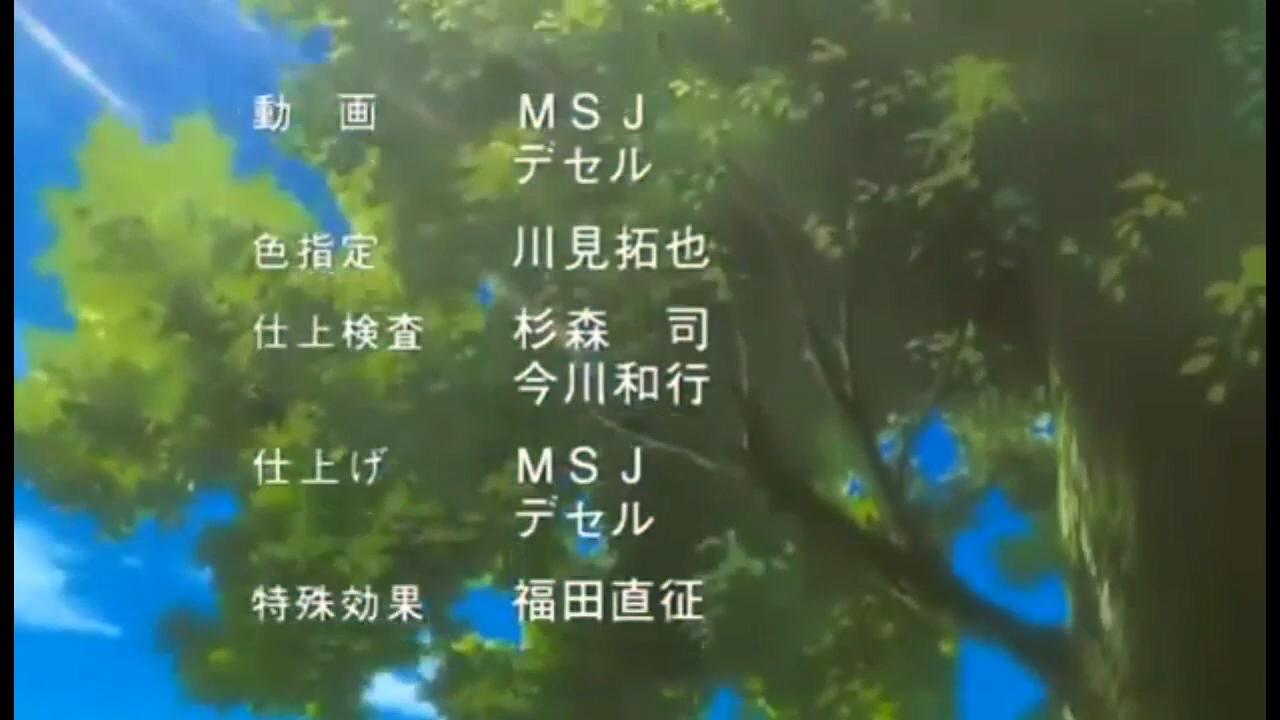 動　画　ＭＳＪ
デセル
色指定　川見拓也
仕上検査　杉森　司
今川和行
仕上げ　ＭＳＪ
デセル
特殊効果　福田直征